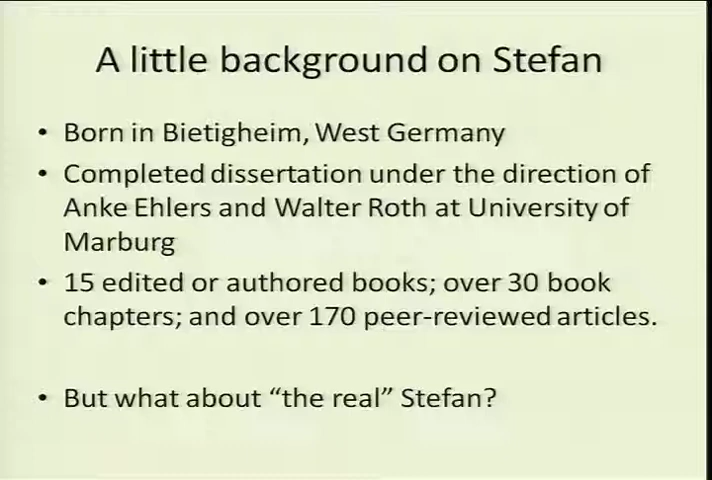 A little background on Stefan
• Born in Bietigheim, West Germany
• Completed dissertation under the direction of
Anke Ehlers and Walter Roth at University of
Marburg
• 15 edited or authored books; over 30 book
chapters; and over 170 peer-reviewed articles.
• But what about “the real” Stefan?